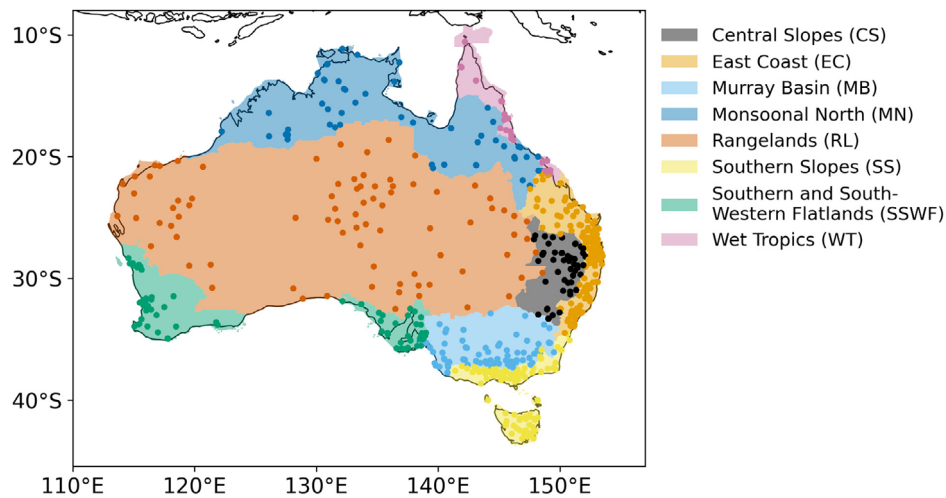 10°S
20°S
30°S
40°S
110°E
120°E
130°E
140°E
150°E
Central Slopes (CS)
East Coast (EC)
Murray Basin (MB)
Monsoonal North (MN)
Rangelands (RL)
Southern Slopes (SS)
Southern and South-
Western Flatlands (SSWF)
Wet Tropics (WT)